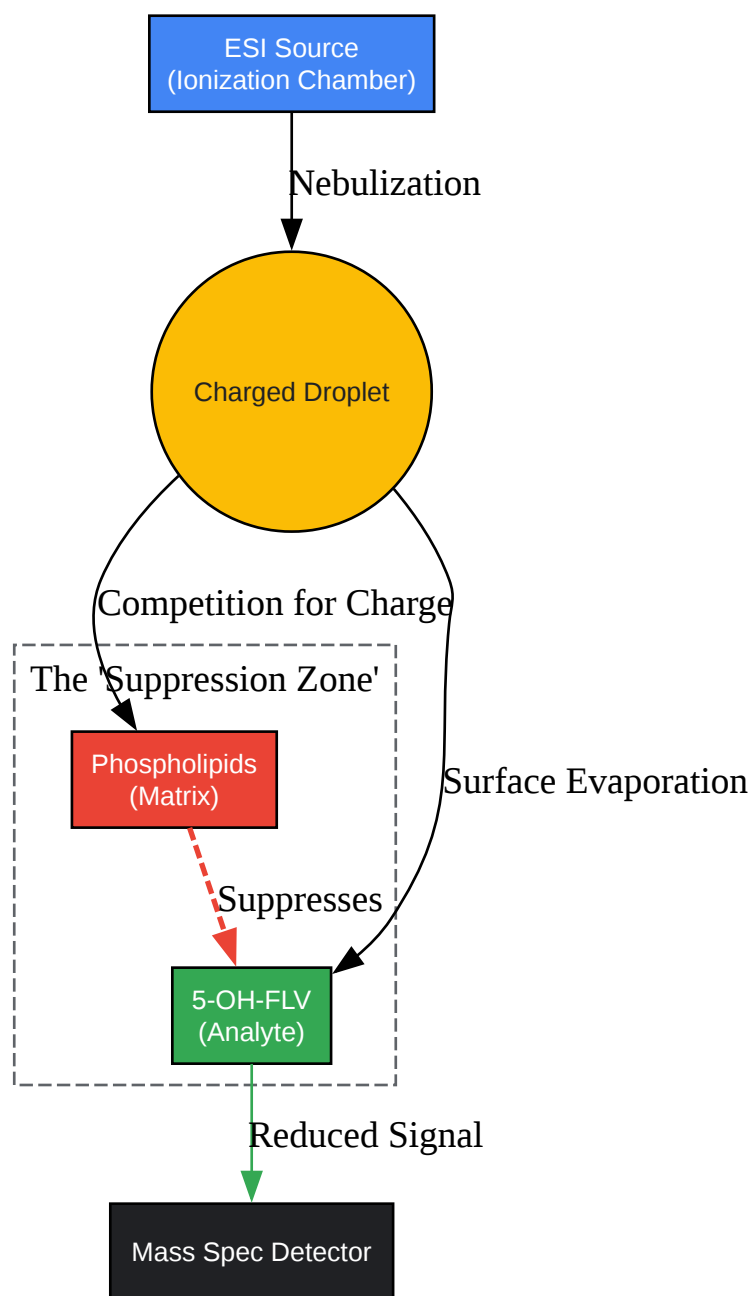 ESI Source
(Ionization Chamber)
Nebulization
Charged Droplet
Competition for Charge
The 'Suppression Zone'
Phospholipids
(Matrix)
Surface Evaporation
Suppresses
5-OH-FLV
(Analyte)
Reduced Signal
Mass Spec Detector